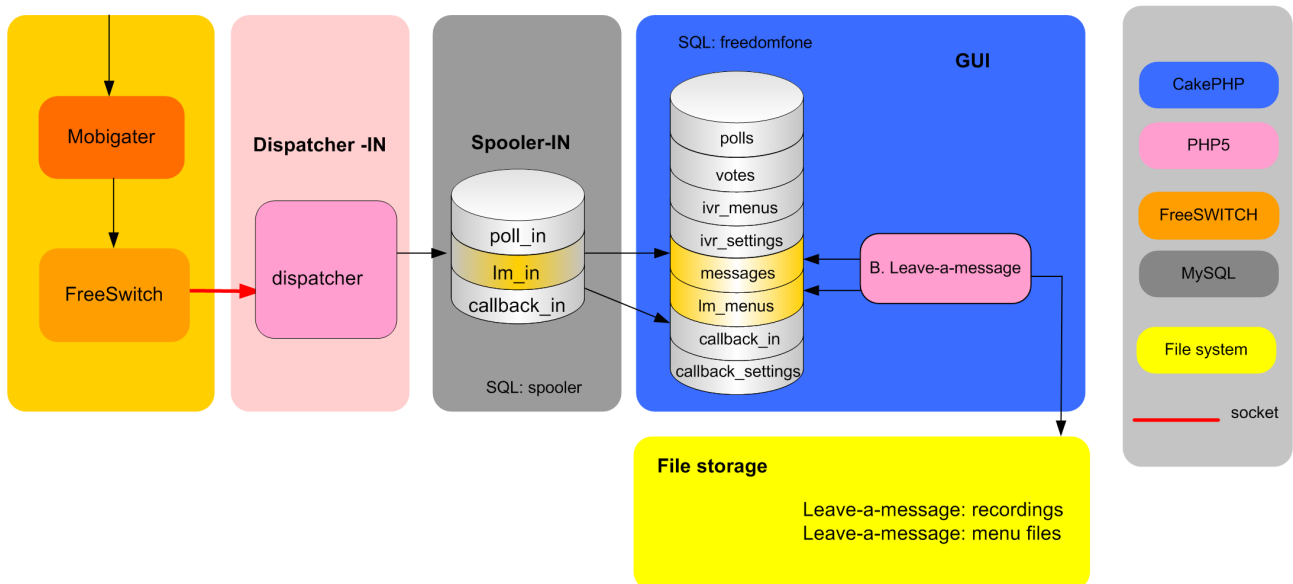 Mobigater
FreeSwitch
Dispatcher -IN
dispatcher
Spooler-IN
poll_in
lm_in
callback_in
SQL: spooler
SQL: freedomfone
GUI
polls
votes
ivr_menus
ivr_settings
messages
lm_menus
callback_in
callback_settings
B. Leave-a-message
File storage
Leave-a-message: recordings
Leave-a-message: menu files
CakePHP
PHP5
FreeSWITCH
MySQL
File system
socket